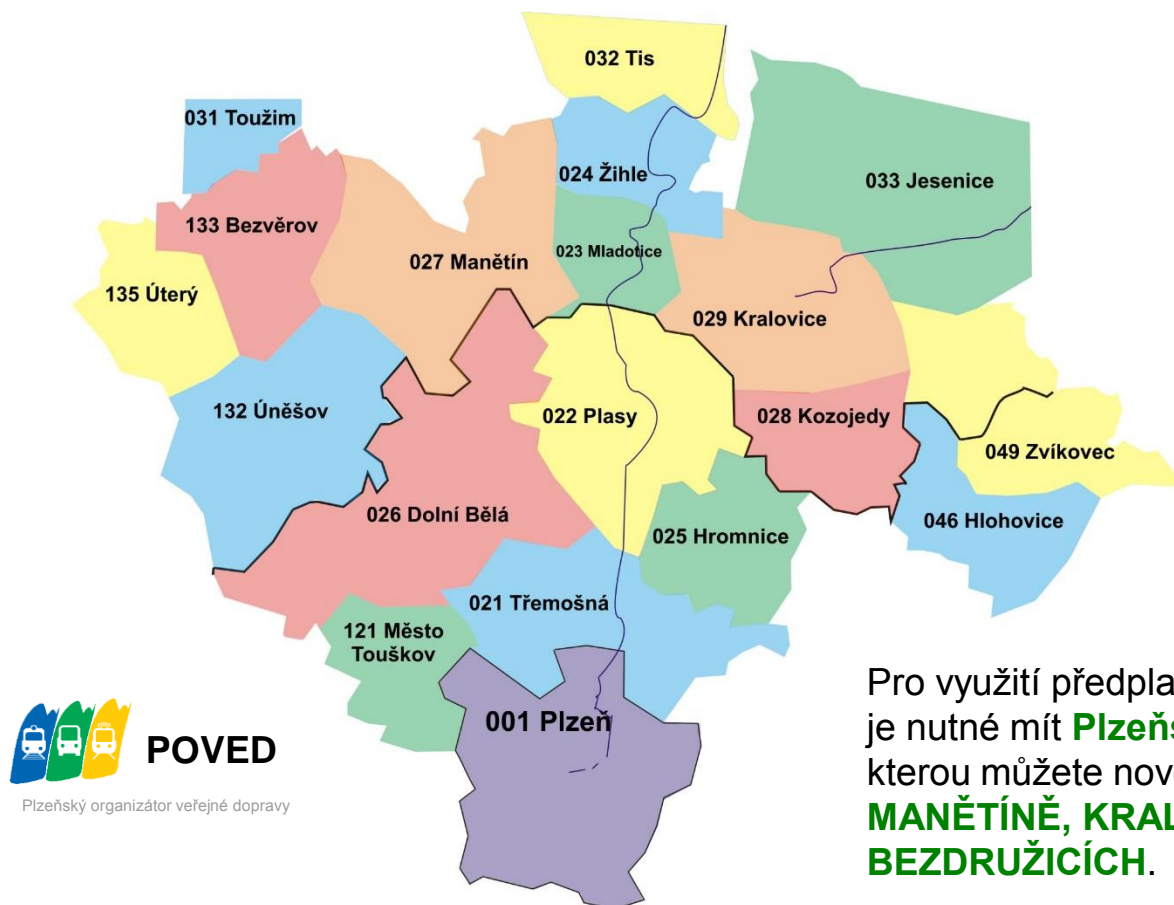 032 Tis
031 Toužim
024 Žihle
033 Jesenice
133 Bezvěrov
023 Mladotice
027 Manětín
135 Úterý
029 Kralovice
132 Úněšov
022 Plasy
028 Kozojedy
049 Zvíkovec
026 Dolní Bělá
046 Hlohovice
025 Hromnice
021 Třemošná
121 Město
Touškov
001 Plzeň
POVED
Plzeňský organizátor veřejné dopravy
Pro využití předpla
je nutné mít Plzeňs
kterou můžete nov
MANĚTÍNĚ, KRAL
BEZDRUŽICÍCH.